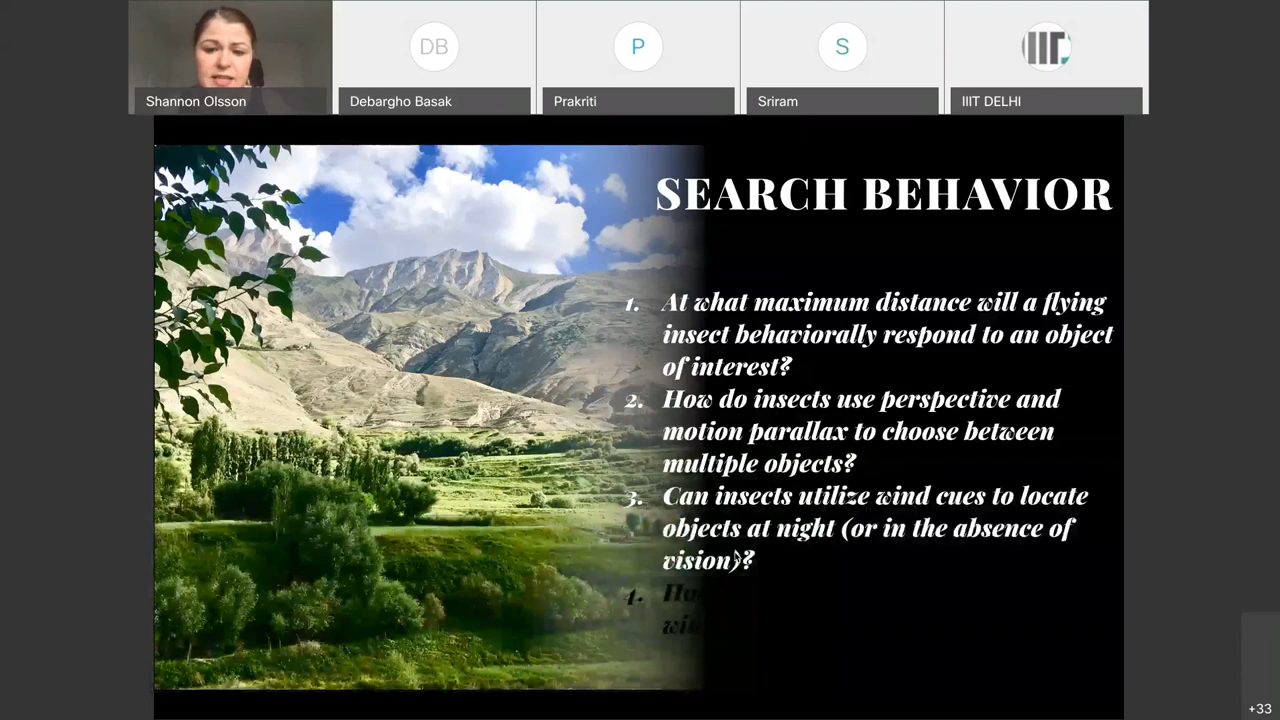 DB
P
S
Shannon Olsson
Debargho Basak
Prakriti
Sriram
IIIT DELHI
SEARCH BEHAVIOR
1. At what maximum distance will a flying
insect behaviorally respond to an object
of interest?
2. How do insects use perspective and
motion parallax to choose between
multiple objects?
3. Can insects utilize wind cues to locate
objects at night (or in the absence of
vision)?
4.
+33